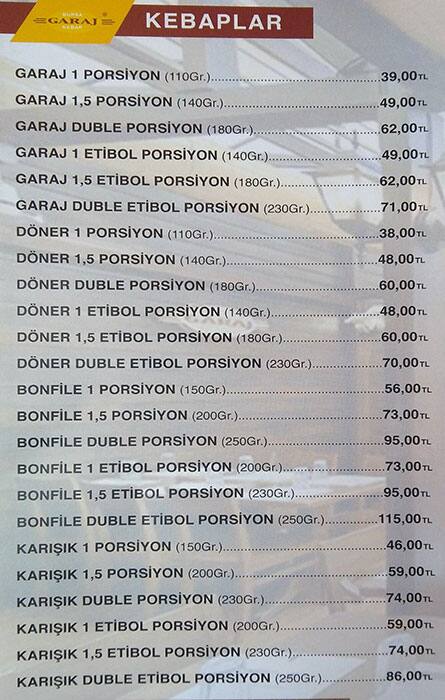 BURSA
GARAJ ®
KEBAP
KEBAPLAR
GARAJ 1 PORSİYON (110Gr.)........39,00TL
GARAJ 1,5 PORSİYON (140Gr.)........49,00TL
GARAJ DUBLE PORSİYON (180Gr.)........62,00TL
GARAJ 1 ETİBOL PORSİYON (140Gr.)........49,00TL
GARAJ 1,5 ETİBOL PORSİYON (180Gr.)........62,00TL
GARAJ DUBLE ETİBOL PORSİYON (230Gr.)........71,00TL
DÖNER 1 PORSİYON (110Gr.)........38,00TL
DÖNER 1,5 PORSİYON (140Gr.)........48,00TL
DÖNER DUBLE PORSİYON (180Gr.)........60,00TL
DÖNER 1 ETİBOL PORSİYON (140Gr.)........48,00TL
DÖNER 1,5 ETİBOL PORSİYON (180Gr.)........60,00TL
DÖNER DUBLE ETİBOL PORSİYON (230Gr.)........70,00TL
BONFİLE 1 PORSİYON (150Gr.)........56,00TL
BONFİLE 1,5 PORSİYON (200Gr.)........73,00TL
BONFİLE DUBLE PORSİYON (250Gr.)........95,00TL
BONFİLE 1 ETİBOL PORSİYON (200Gr.)........73,00TL
BONFİLE 1,5 ETİBOL PORSİYON (230Gr.)........95,00TL
BONFİLE DUBLE ETİBOL PORSİYON (250Gr.)........115,00TL
KARIŞIK 1 PORSİYON (150Gr.)........46,00TL
KARIŞIK 1,5 PORSİYON (200Gr.)........59,00TL
KARIŞIK DUBLE PORSİYON (230Gr.)........74,00TL
KARIŞIK 1 ETİBOL PORSİYON (200Gr.)........59,00TL
KARIŞIK 1,5 ETİBOL PORSİYON (230Gr.)........74,00TL
KARIŞIK DUBLE ETİBOL PORSİYON (250Gr.)........86,00TL